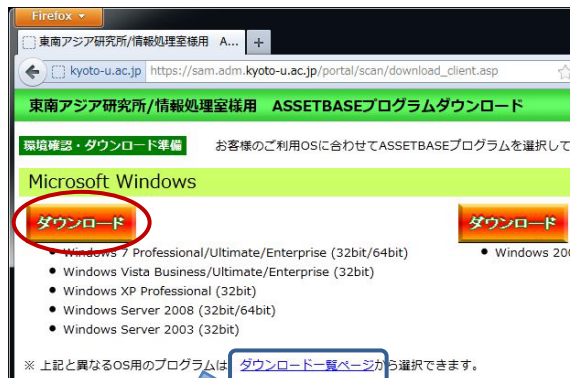 Firefox
東南アジア研究所/情報処理室様用 A... +
kyoto-u.ac.jp https://sam.adm.kyoto-u.ac.jp/portal/scan/download_client.asp
東南アジア研究所/情報処理室様用 ASSETBASEプログラムダウンロード
環境確認・ダウンロード準備 お客様のご利用OSに合わせてASSETBASEプログラムを選択して
Microsoft Windows
ダウンロード ダウンロード
• Windows 7 Professional/Ultimate/Enterprise (32bit/64bit) • Windows 200
• Windows Vista Business/Ultimate/Enterprise (32bit)
• Windows XP Professional (32bit)
• Windows Server 2008 (32bit/64bit)
• Windows Server 2003 (32bit)
※ 上記と異なるOS用のプログラムは ダウンロード一覧ページから選択できます。